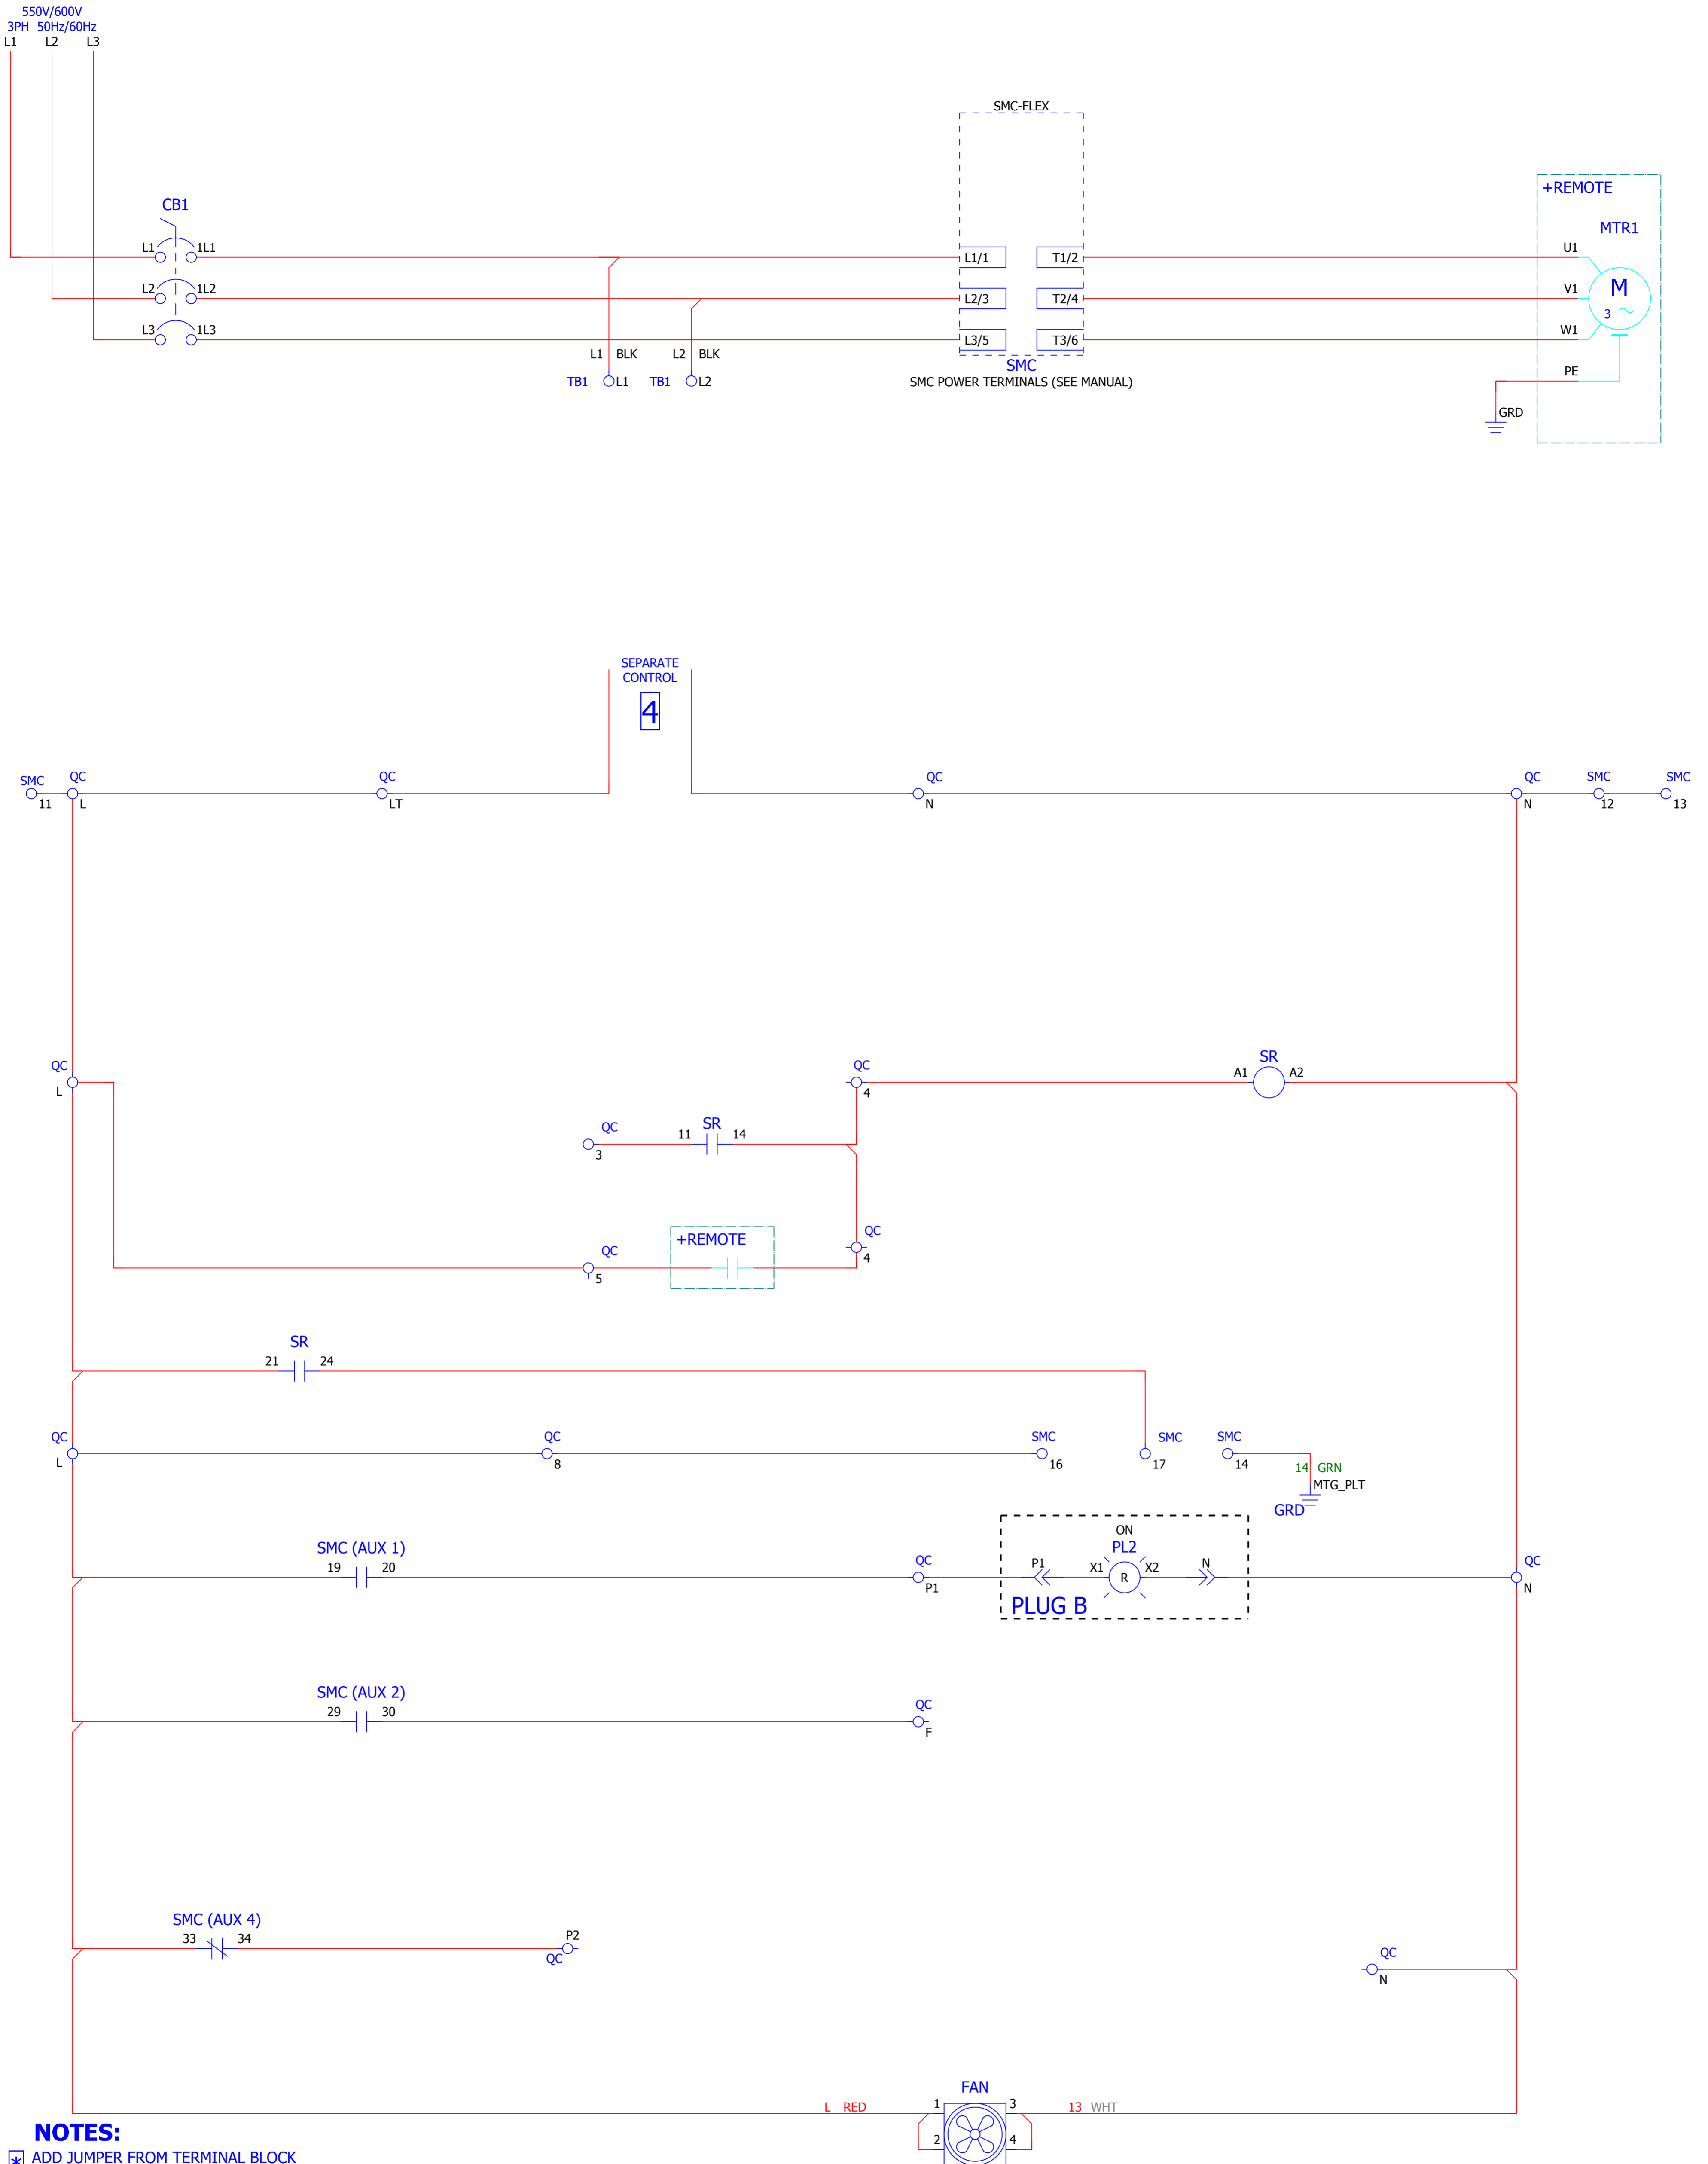 550V/600V
3PH 50Hz/60Hz
L1 L2 L3
SMC-FLEX
+REMOTE
CB1
MTR1
L1 1L1
L1/1 T1/2
U1
L2 1L2
L2/3 T2/4
V1
M
3
L3 1L3
L3/5 T3/6
W1
L1 BLK L2 BLK
SMC
PE
TB1 L1 TB1 L2
SMC POWER TERMINALS (SEE MANUAL)
GRD
SEPARATE
CONTROL
4
SMC QC QC QC QC SMC SMC
11 L LT N N 12 13
QC QC SR
L 4 A1 A2
QC SR
3 11 14
QC +REMOTE QC
5 4
SR
21 24
QC QC SMC SMC SMC
L 8 16 17 14
14 GRN
MTG_PLT
GRD
SMC (AUX 1)
19 20
QC
P1
ON
PL2
P1 X1 R X2 N
PLUG B
QC
N
SMC (AUX 2)
29 30
QC
F
SMC (AUX 4)
33 34
P2
QC
QC
N
FAN
L RED 1 3 13 WHT
2 4
NOTES:
* ADD JUMPER FROM TERMINAL BLOCK